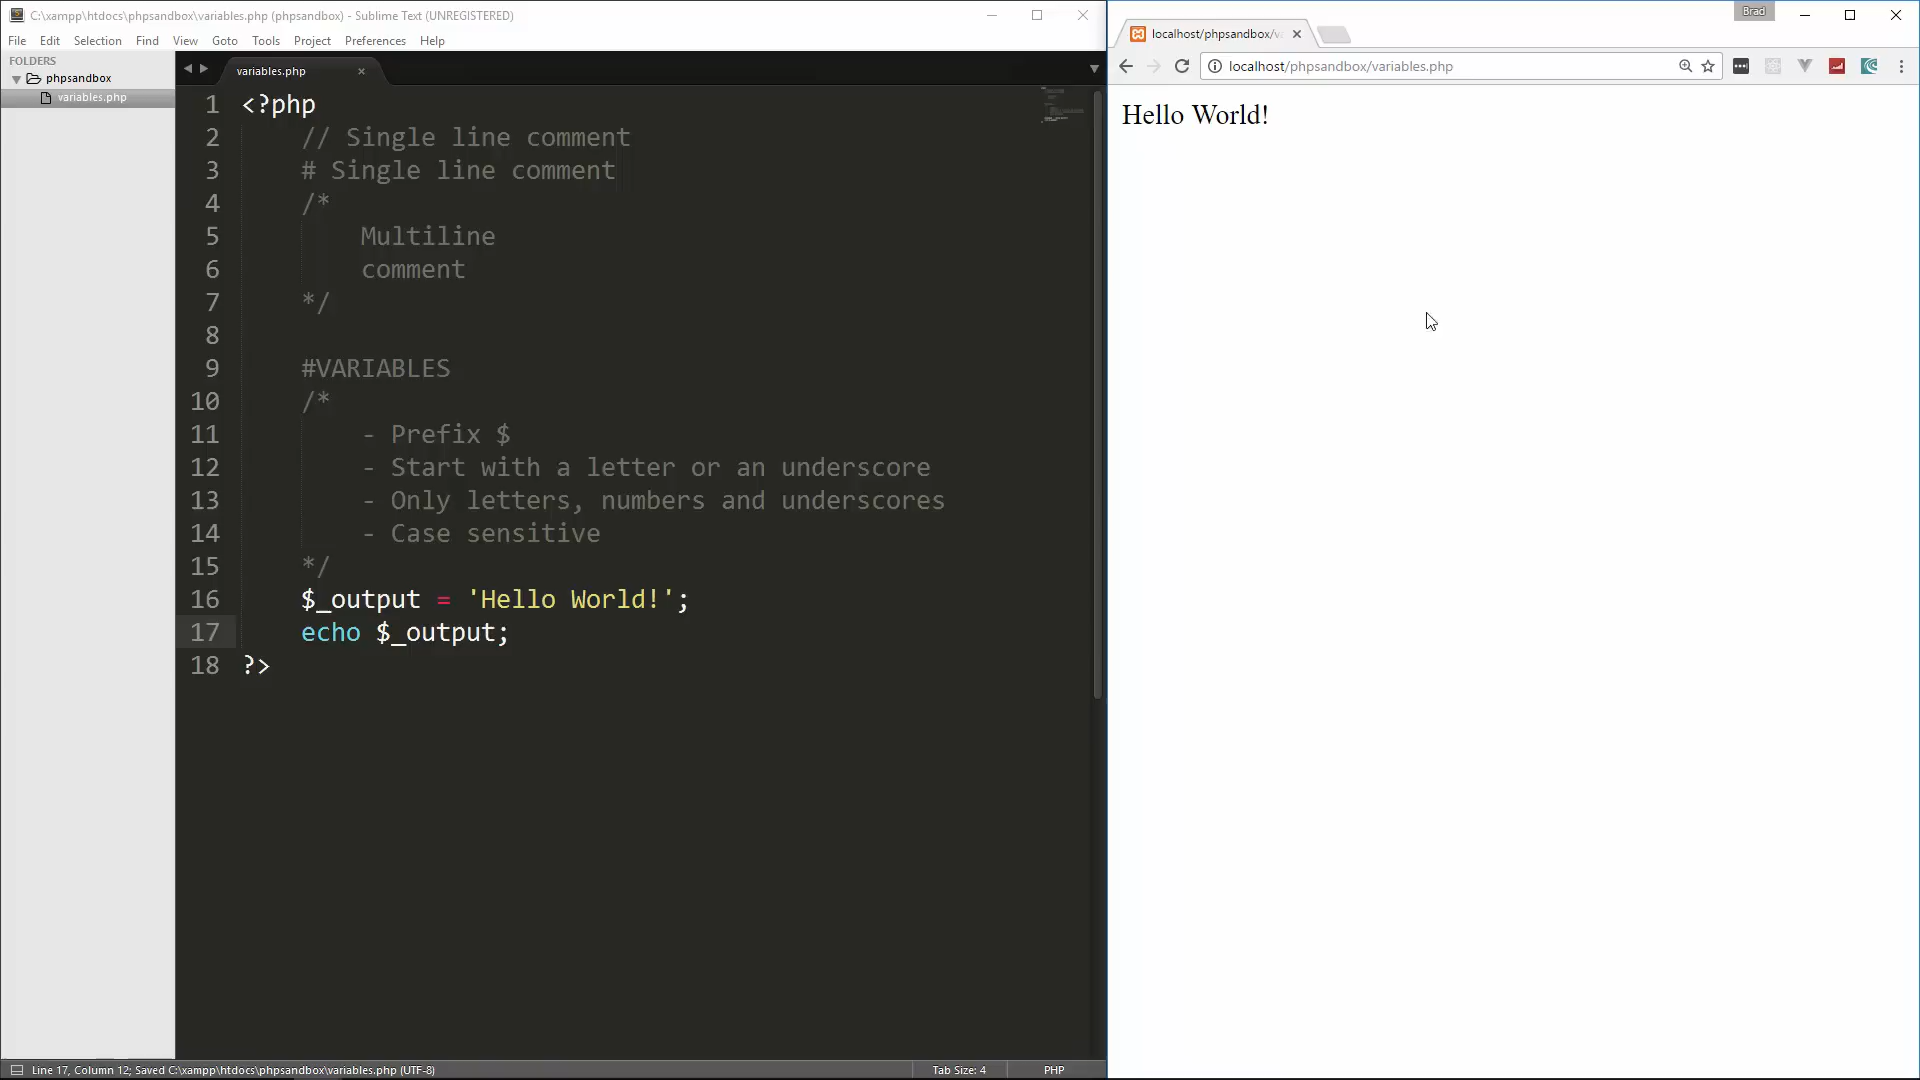 C:\xampp\htdocs\phpsandbox\variables.php (phpsandbox) - Sublime Text (UNREGISTERED)
File Edit Selection Find View Goto Tools Project Preferences Help
FOLDERS
phpsandbox
variables.php
variables.php
1 <?php
2 // Single line comment
3 # Single line comment
4 /*
5 Multiline
6 comment
7 */
8
9 #VARIABLES
10 /*
11 - Prefix $
12 - Start with a letter or an underscore
13 - Only letters, numbers and underscores
14 - Case sensitive
15 */
16 $_output = 'Hello World!';
17 echo $_output;
18 ?>
Line 17, Column 12; Saved C:\xampp\htdocs\phpsandbox\variables.php (UTF-8) Tab Size: 4 PHP
Brad
localhost/phpsandbox/v
localhost/phpsandbox/variables.php
Hello World!